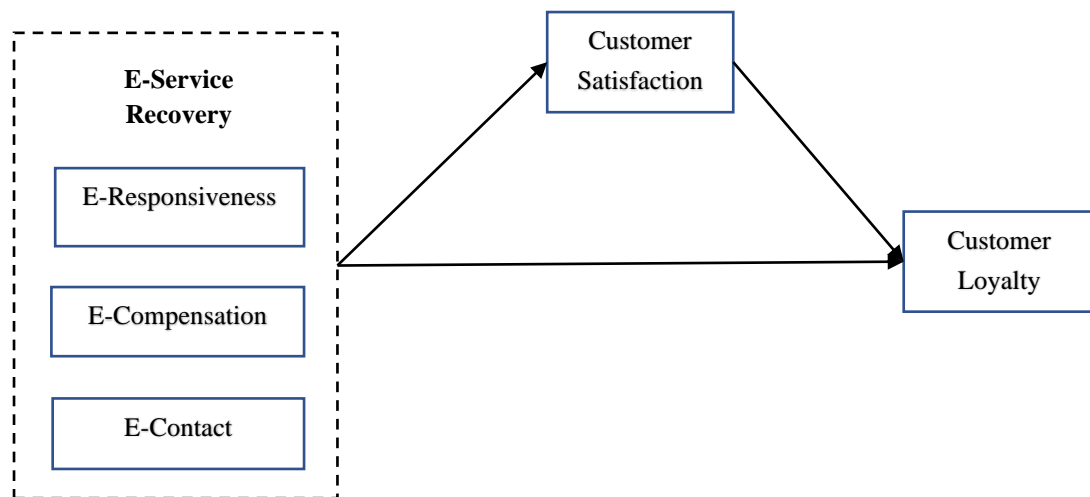 E-Service
Recovery
E-Responsiveness
E-Compensation
E-Contact
Customer
Satisfaction
Customer
Loyalty